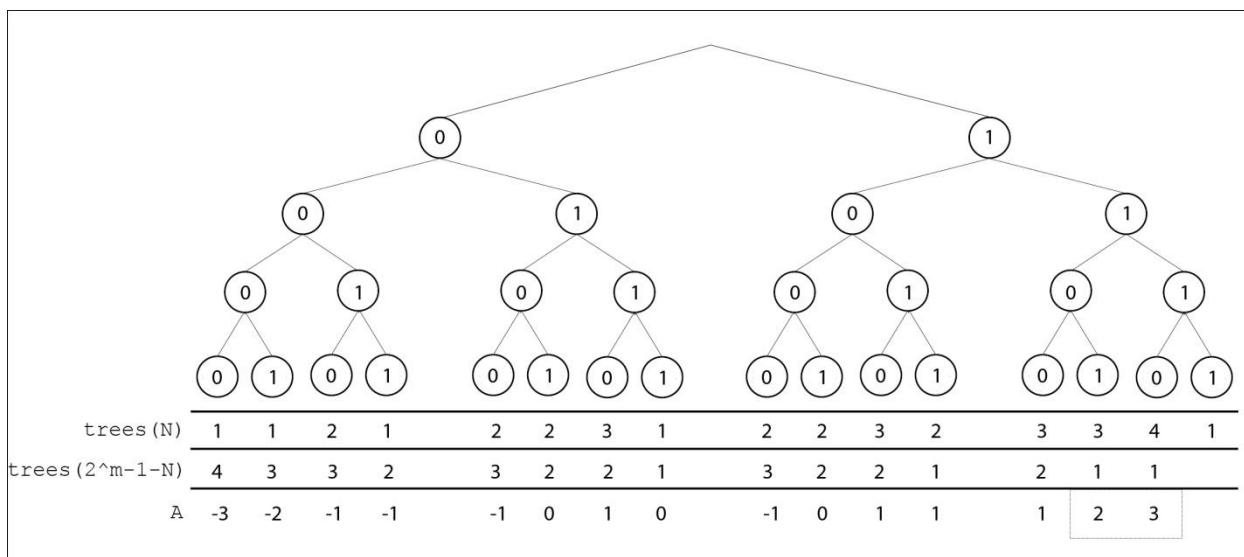 0 1
0 1 0 1
0 1 0 1 0 1 0 1
0 1 0 1 0 1 0 1 0 1 0 1 0 1 0 1
trees(N) 1 1 2 1 2 2 3 1 2 2 3 2 3 3 4 1
trees(2^m-1-N) 4 3 3 2 3 2 2 1 3 2 2 1 2 1 1
A -3 -2 -1 -1 -1 0 1 0 -1 0 1 1 1 2 3